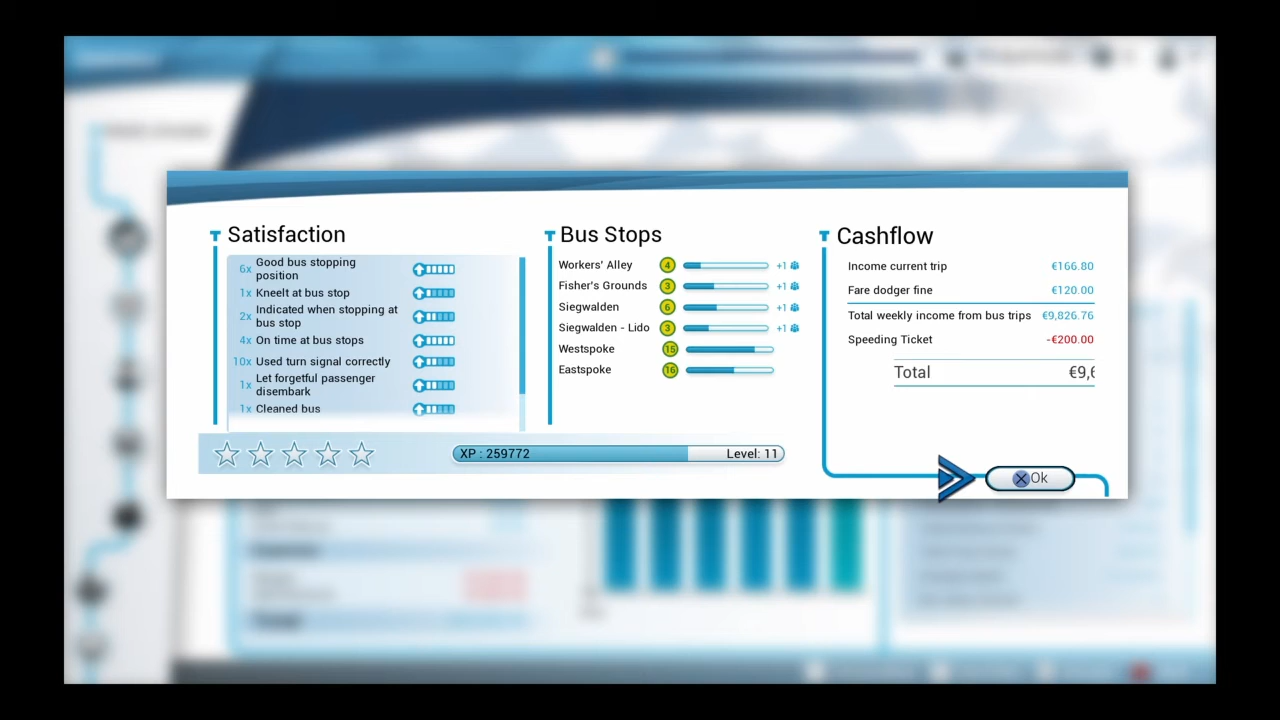 Satisfaction
6x Good bus stopping
position
1x Kneelt at bus stop
2x Indicated when stopping at
bus stop
4x On time at bus stops
10x Used turn signal correctly
1x Let forgetful passenger
disembark
1x Cleaned bus
Bus Stops
Workers' Alley 4 +1
Fisher's Grounds 3 +1
Siegwalden 6 +1
Siegwalden - Lido 3 +1
Westspoke 15
Eastspoke 16
Cashflow
Income current trip €166.80
Fare dodger fine €120.00
Total weekly income from bus trips €9,826.76
Speeding Ticket -€200.00
Total €9,6
XP : 259772 Level: 11
Ok